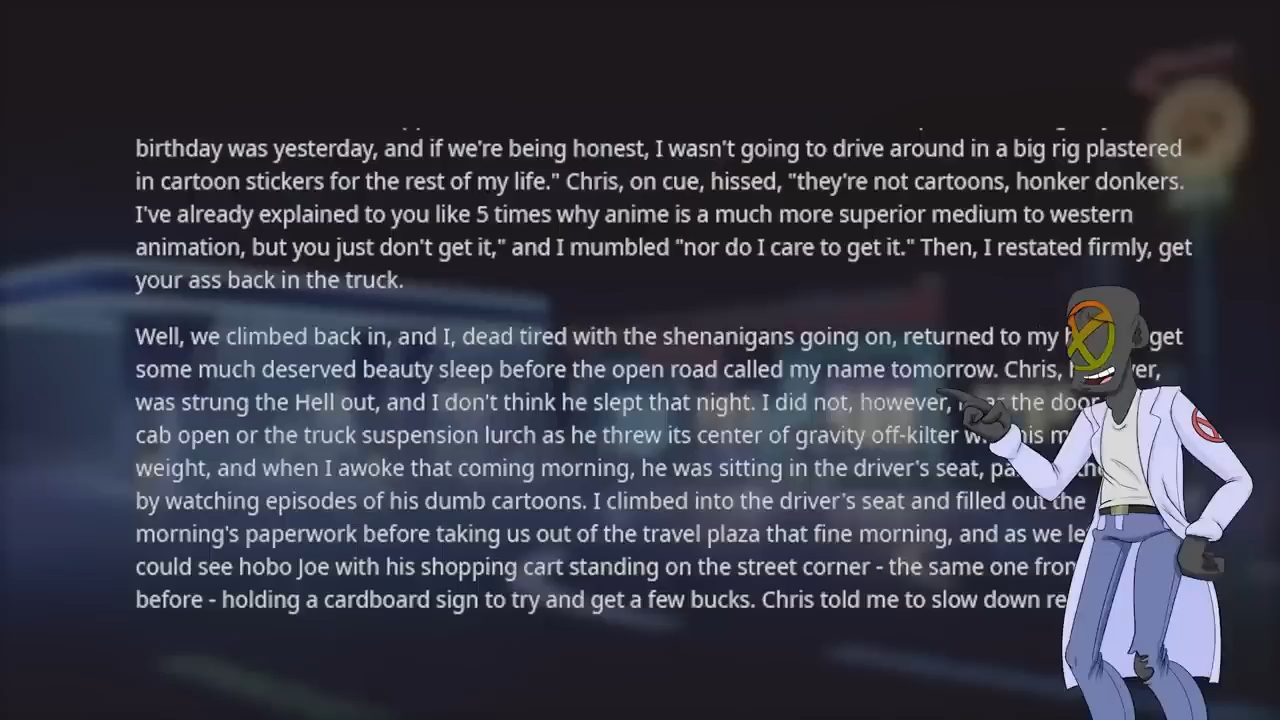 birthday was yesterday, and if we're being honest, I wasn't going to drive around in a big rig plastered
in cartoon stickers for the rest of my life." Chris, on cue, hissed, "they're not cartoons, honker donkers.
I've already explained to you like 5 times why anime is a much more superior medium to western
animation, but you just don't get it," and I mumbled "nor do I care to get it." Then, I restated firmly, get
your ass back in the truck.
Well, we climbed back in, and I, dead tired with the shenanigans going on, returned to my get
some much deserved beauty sleep before the open road called my name tomorrow. Chris,
was strung the Hell out, and I don't think he slept that night. I did not, however, the door
cab open or the truck suspension lurch as he threw its center of gravity off-kilter his
weight, and when I awoke that coming morning, he was sitting in the driver's seat,
by watching episodes of his dumb cartoons. I climbed into the driver's seat and filled out the
morning's paperwork before taking us out of the travel plaza that fine morning, and as we
could see hobo Joe with his shopping cart standing on the street corner - the same one from
before - holding a cardboard sign to try and get a few bucks. Chris told me to slow down